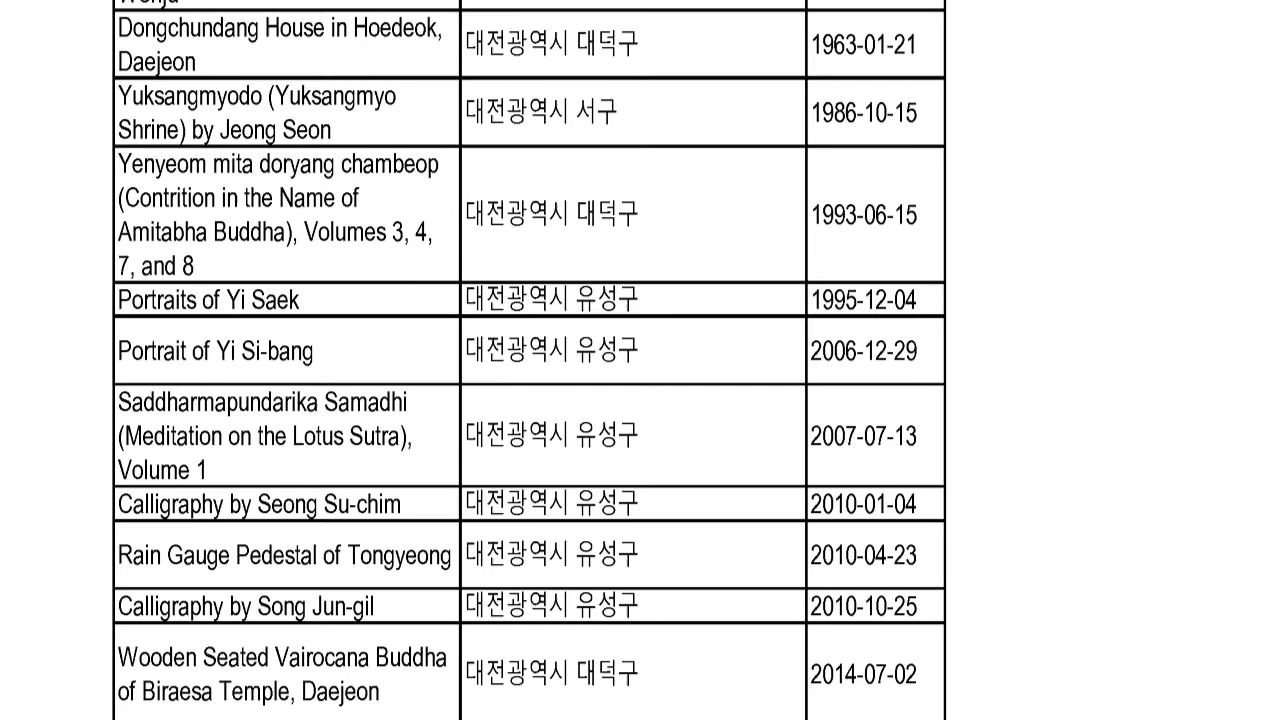 Dongchundang House in Hoedeok,
Daejeon
대전광역시 대덕구
1963-01-21
Yuksangmyodo (Yuksangmyo
Shrine) by Jeong Seon
대전광역시 서구
1986-10-15
Yenyeom mita doryang chambeop
(Contrition in the Name of
Amitabha Buddha), Volumes 3, 4,
7, and 8
대전광역시 대덕구
1993-06-15
Portraits of Yi Saek
대전광역시 유성구
1995-12-04
Portrait of Yi Si-bang
대전광역시 유성구
2006-12-29
Saddharmapundarika Samadhi
(Meditation on the Lotus Sutra),
Volume 1
대전광역시 유성구
2007-07-13
Calligraphy by Seong Su-chim
대전광역시 유성구
2010-01-04
Rain Gauge Pedestal of Tongyeong
대전광역시 유성구
2010-04-23
Calligraphy by Song Jun-gil
대전광역시 유성구
2010-10-25
Wooden Seated Vairocana Buddha
of Biraesa Temple, Daejeon
대전광역시 대덕구
2014-07-02